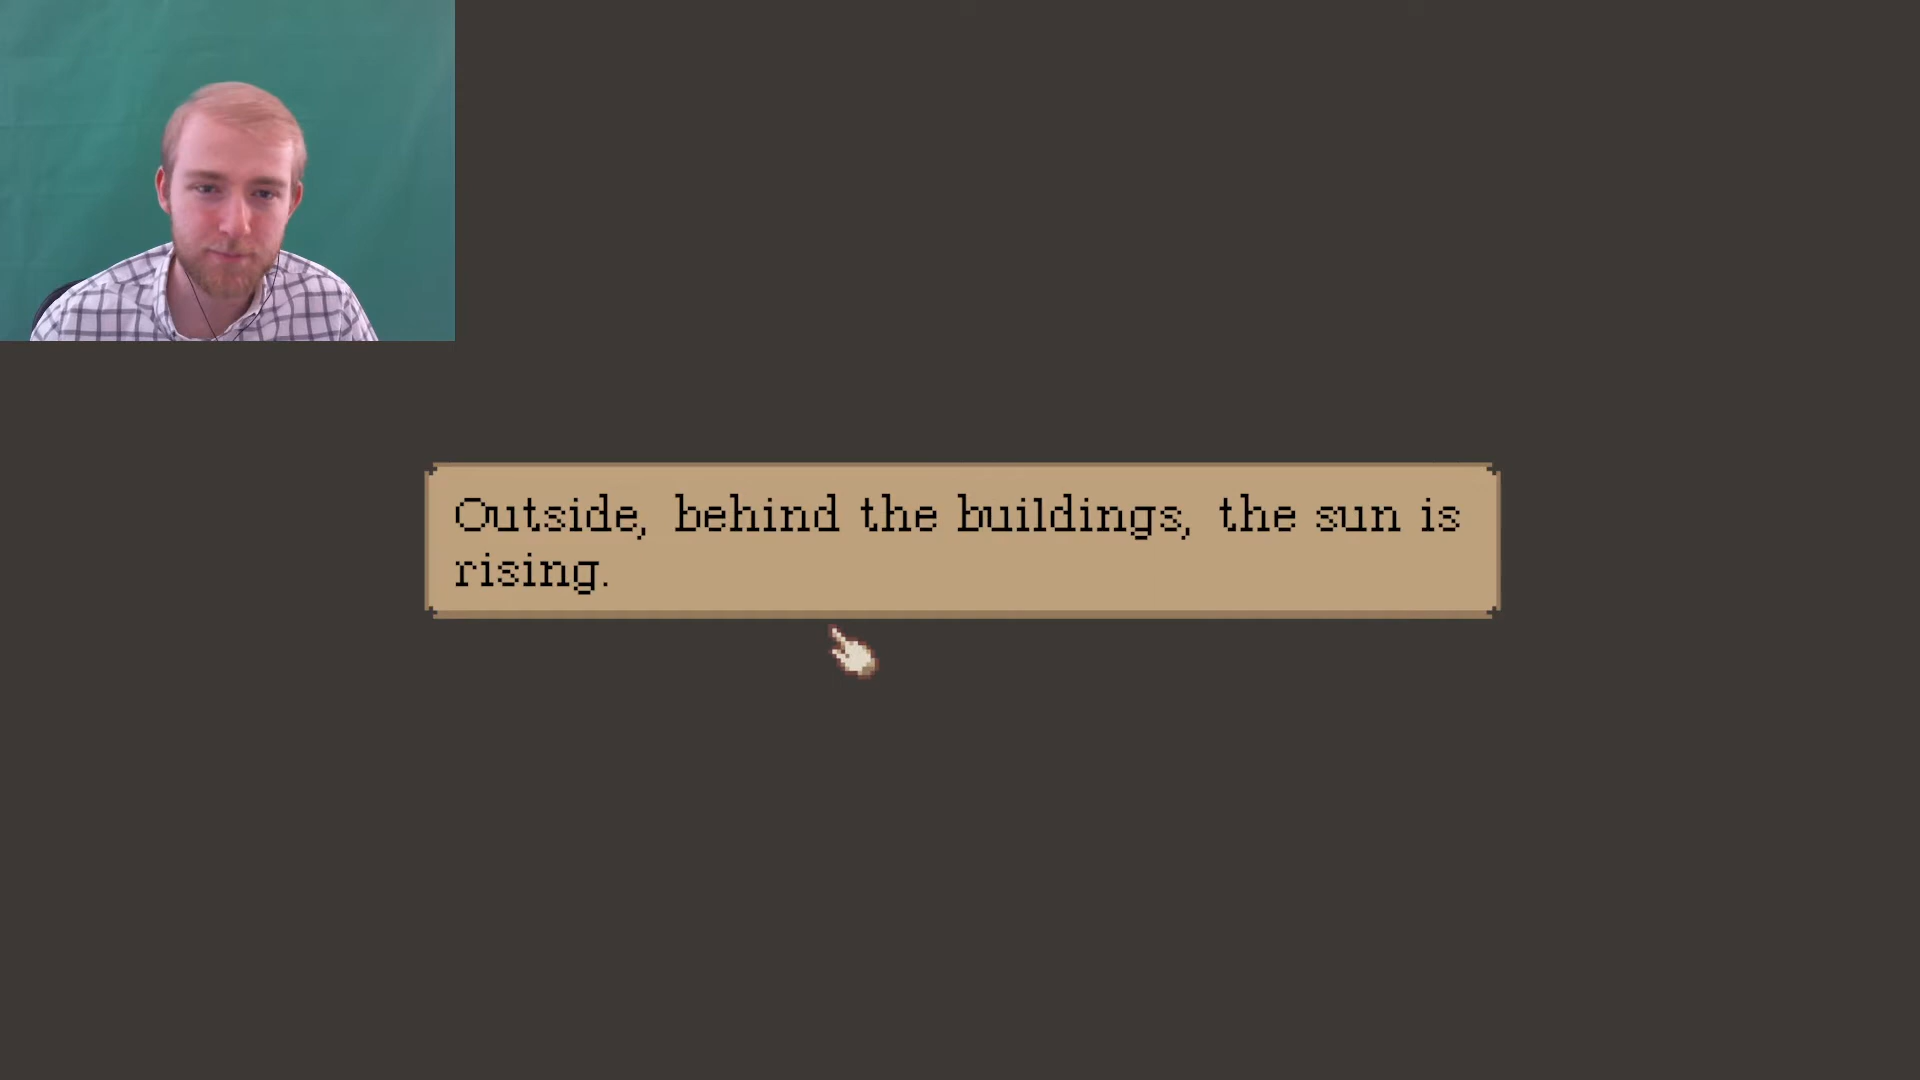 Outside, behind the buildings, the sun is
rising.